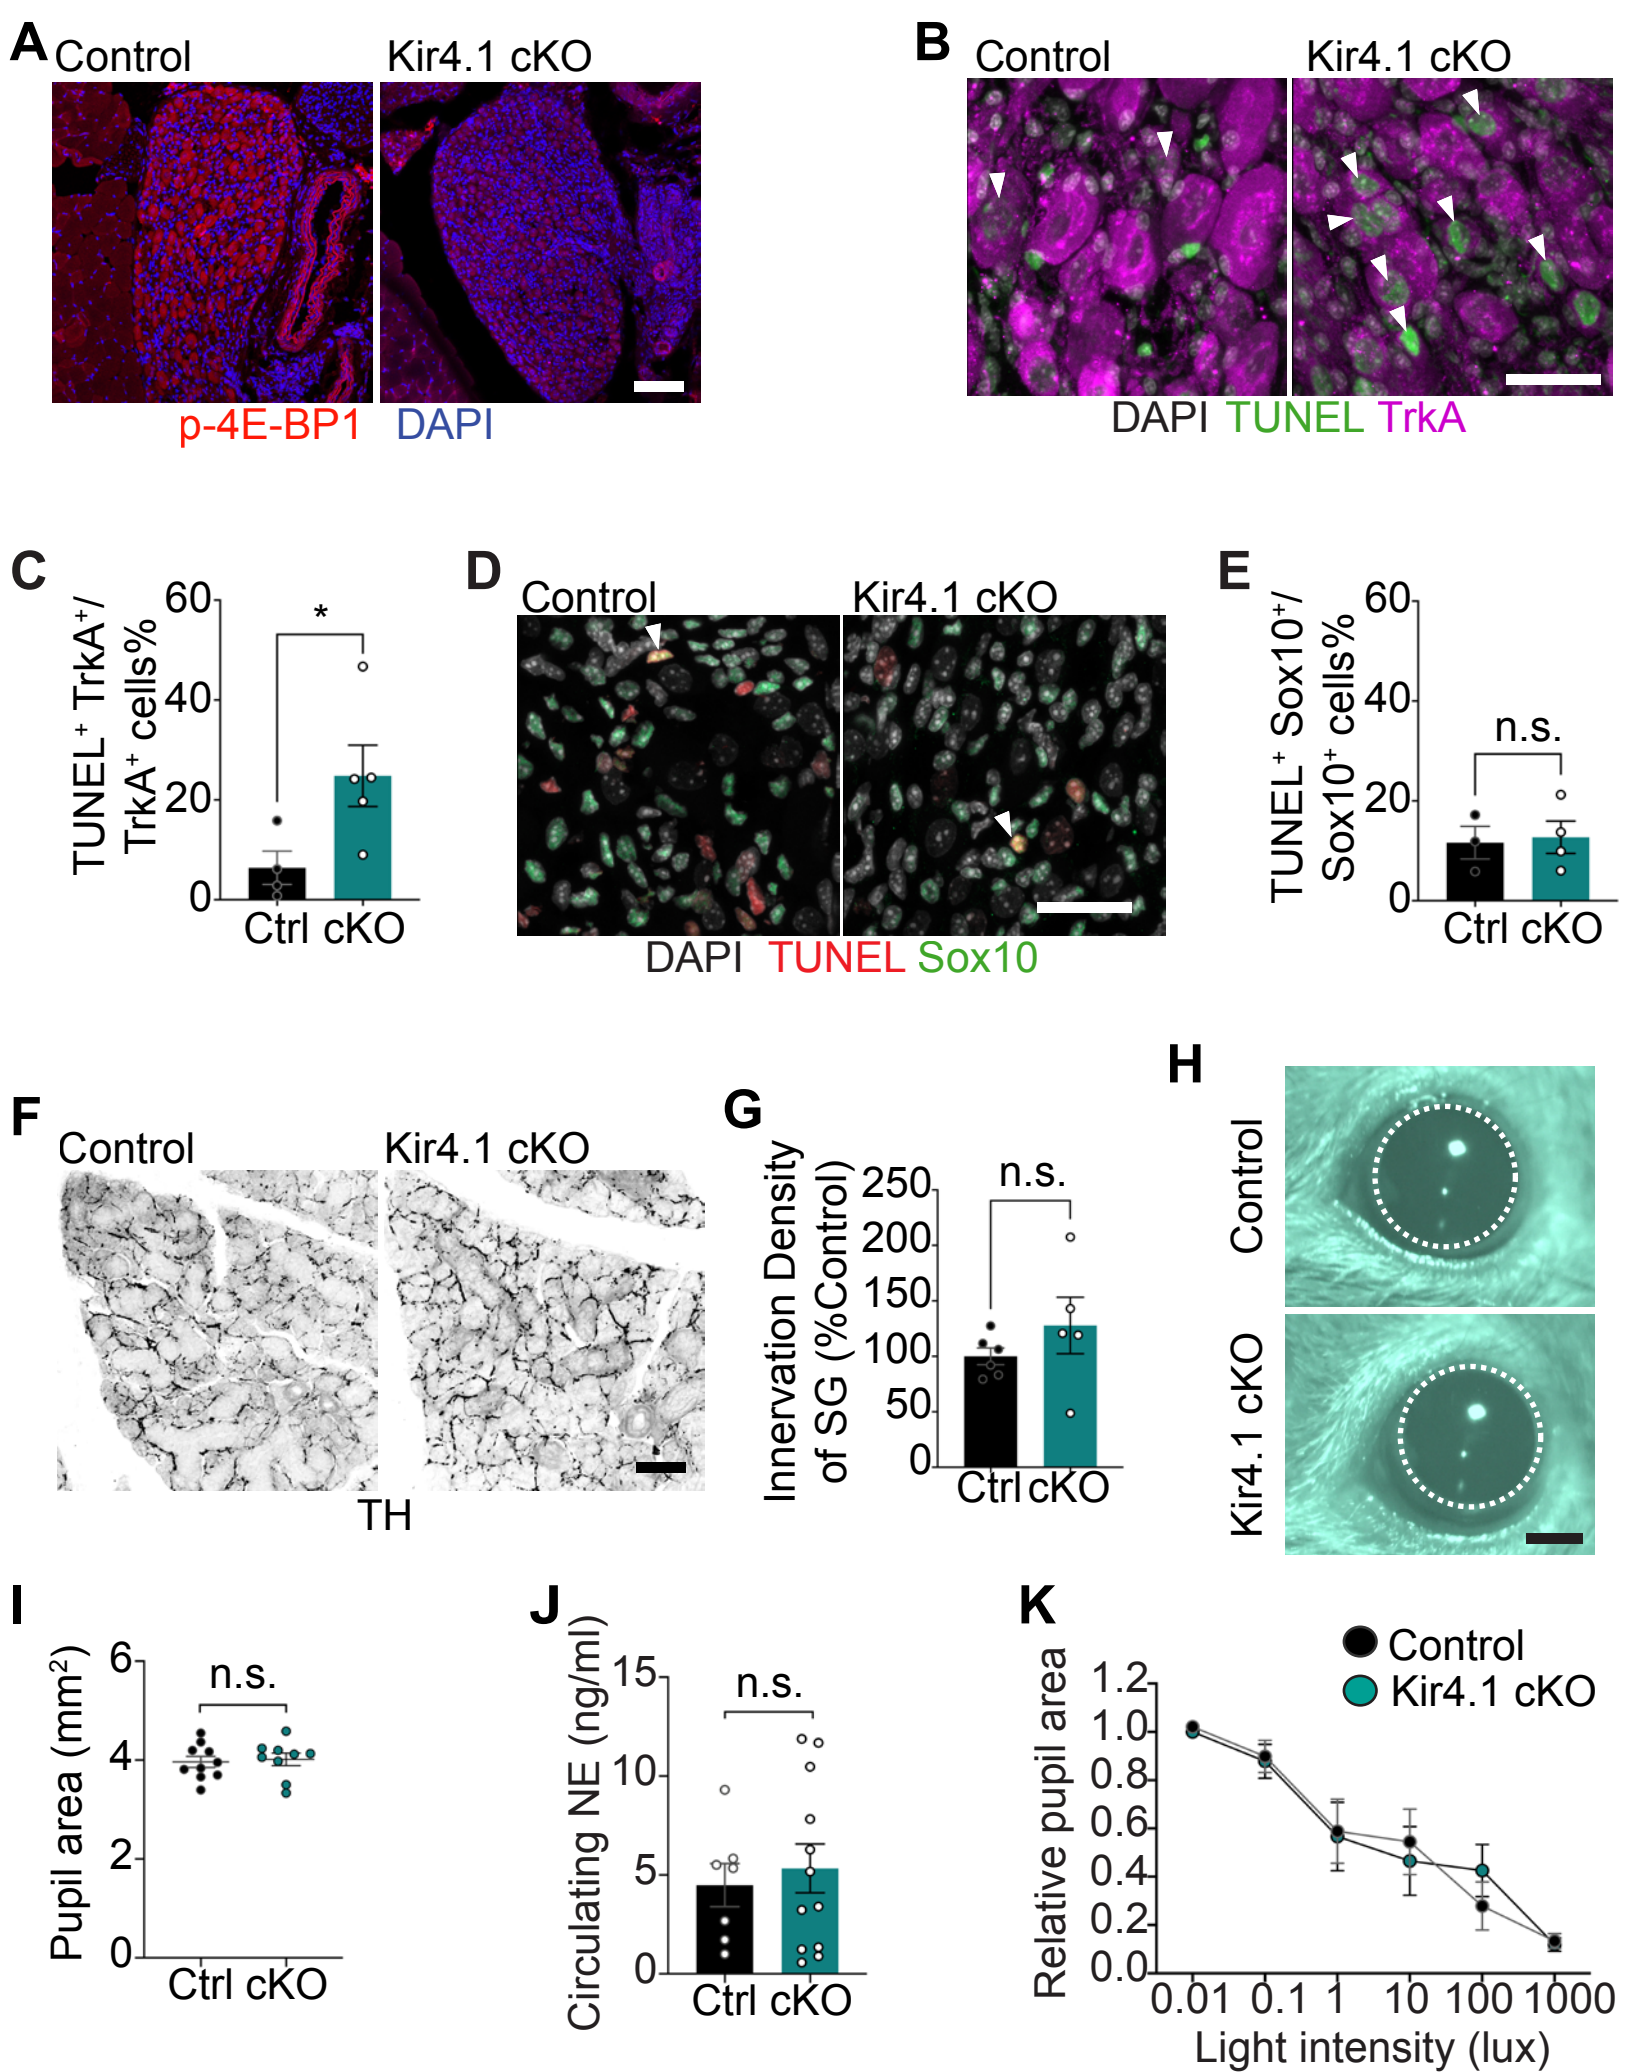 A
Control
Kir4.1 cKO
p-4E-BP1 DAPI
B
Control
Kir4.1 cKO
DAPI TUNEL TrkA
C
TUNEL+ TrkA+/
TrkA+ cells%
60
40
20
0
*
Ctrl cKO
D
Control
Kir4.1 cKO
DAPI TUNEL Sox10
E
TUNEL+ Sox10+/
Sox10+ cells%
60
40
20
0
n.s.
Ctrl cKO
F
Control
Kir4.1 cKO
TH
G
Innervation Density
of SG (%Control)
250
200
150
100
50
0
n.s.
Ctrl cKO
H
Control
Kir4.1 cKO
I
Pupil area (mm2)
6
4
2
0
n.s.
Ctrl cKO
J
Circulating NE (ng/ml)
15
10
5
0
n.s.
Ctrl cKO
K
Control
Kir4.1 cKO
Relative pupil area
1.2
1.0
0.8
0.6
0.4
0.2
0.0
0.01 0.1 1 10 100 1000
Light intensity (lux)